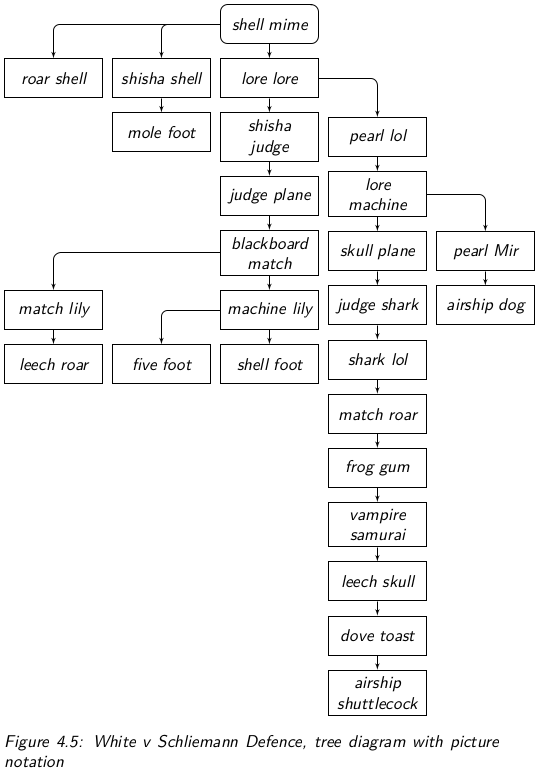 shell mime
roar shell
shisha shell
lore lore
mole foot
shisha
judge
pearl lol
judge plane
lore
machine
blackboard
match
skull plane
pearl Mir
match lily
machine lily
judge shark
airship dog
leech roar
five foot
shell foot
shark lol
match roar
frog gum
vampire
samurai
leech skull
dove toast
airship
shuttlecock
Figure 4.5: White v Schliemann Defence, tree diagram with picture
notation